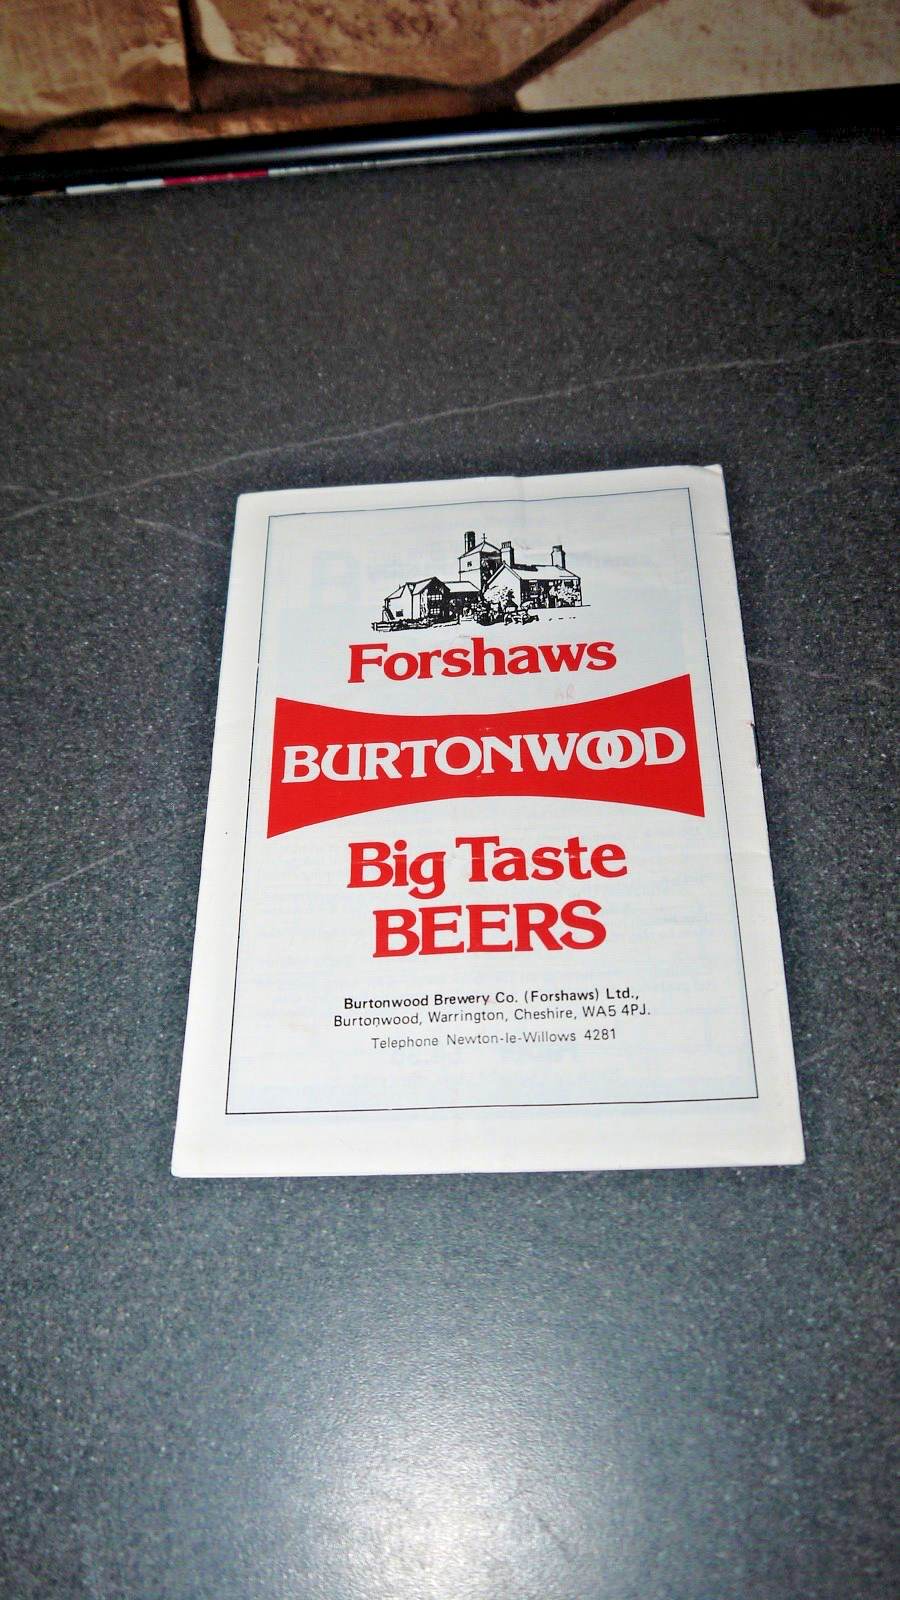 Forshaws
BURTONWOOD
Big Taste
BEERS
Burtonwood Brewery Co. (Forshaws) Ltd.,
Burtonwood, Warrington, Cheshire, WA5 4PJ.
Telephone Newton-le-Willows 4281